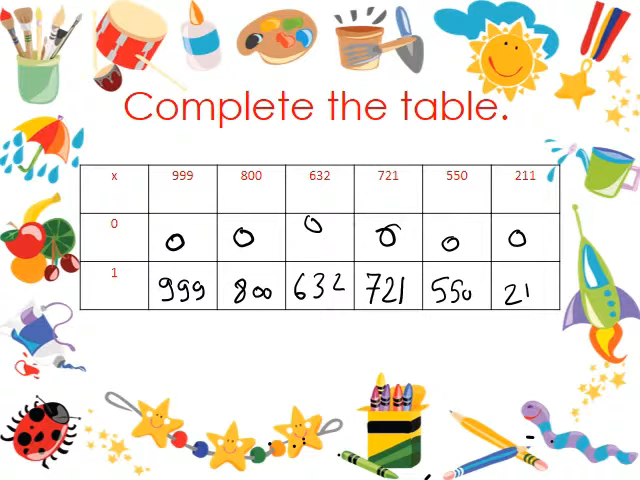 Complete the table.
x 999 800 632 721 550 211
0 0 0 0 0 0 0
1 999 800 632 721 550 21